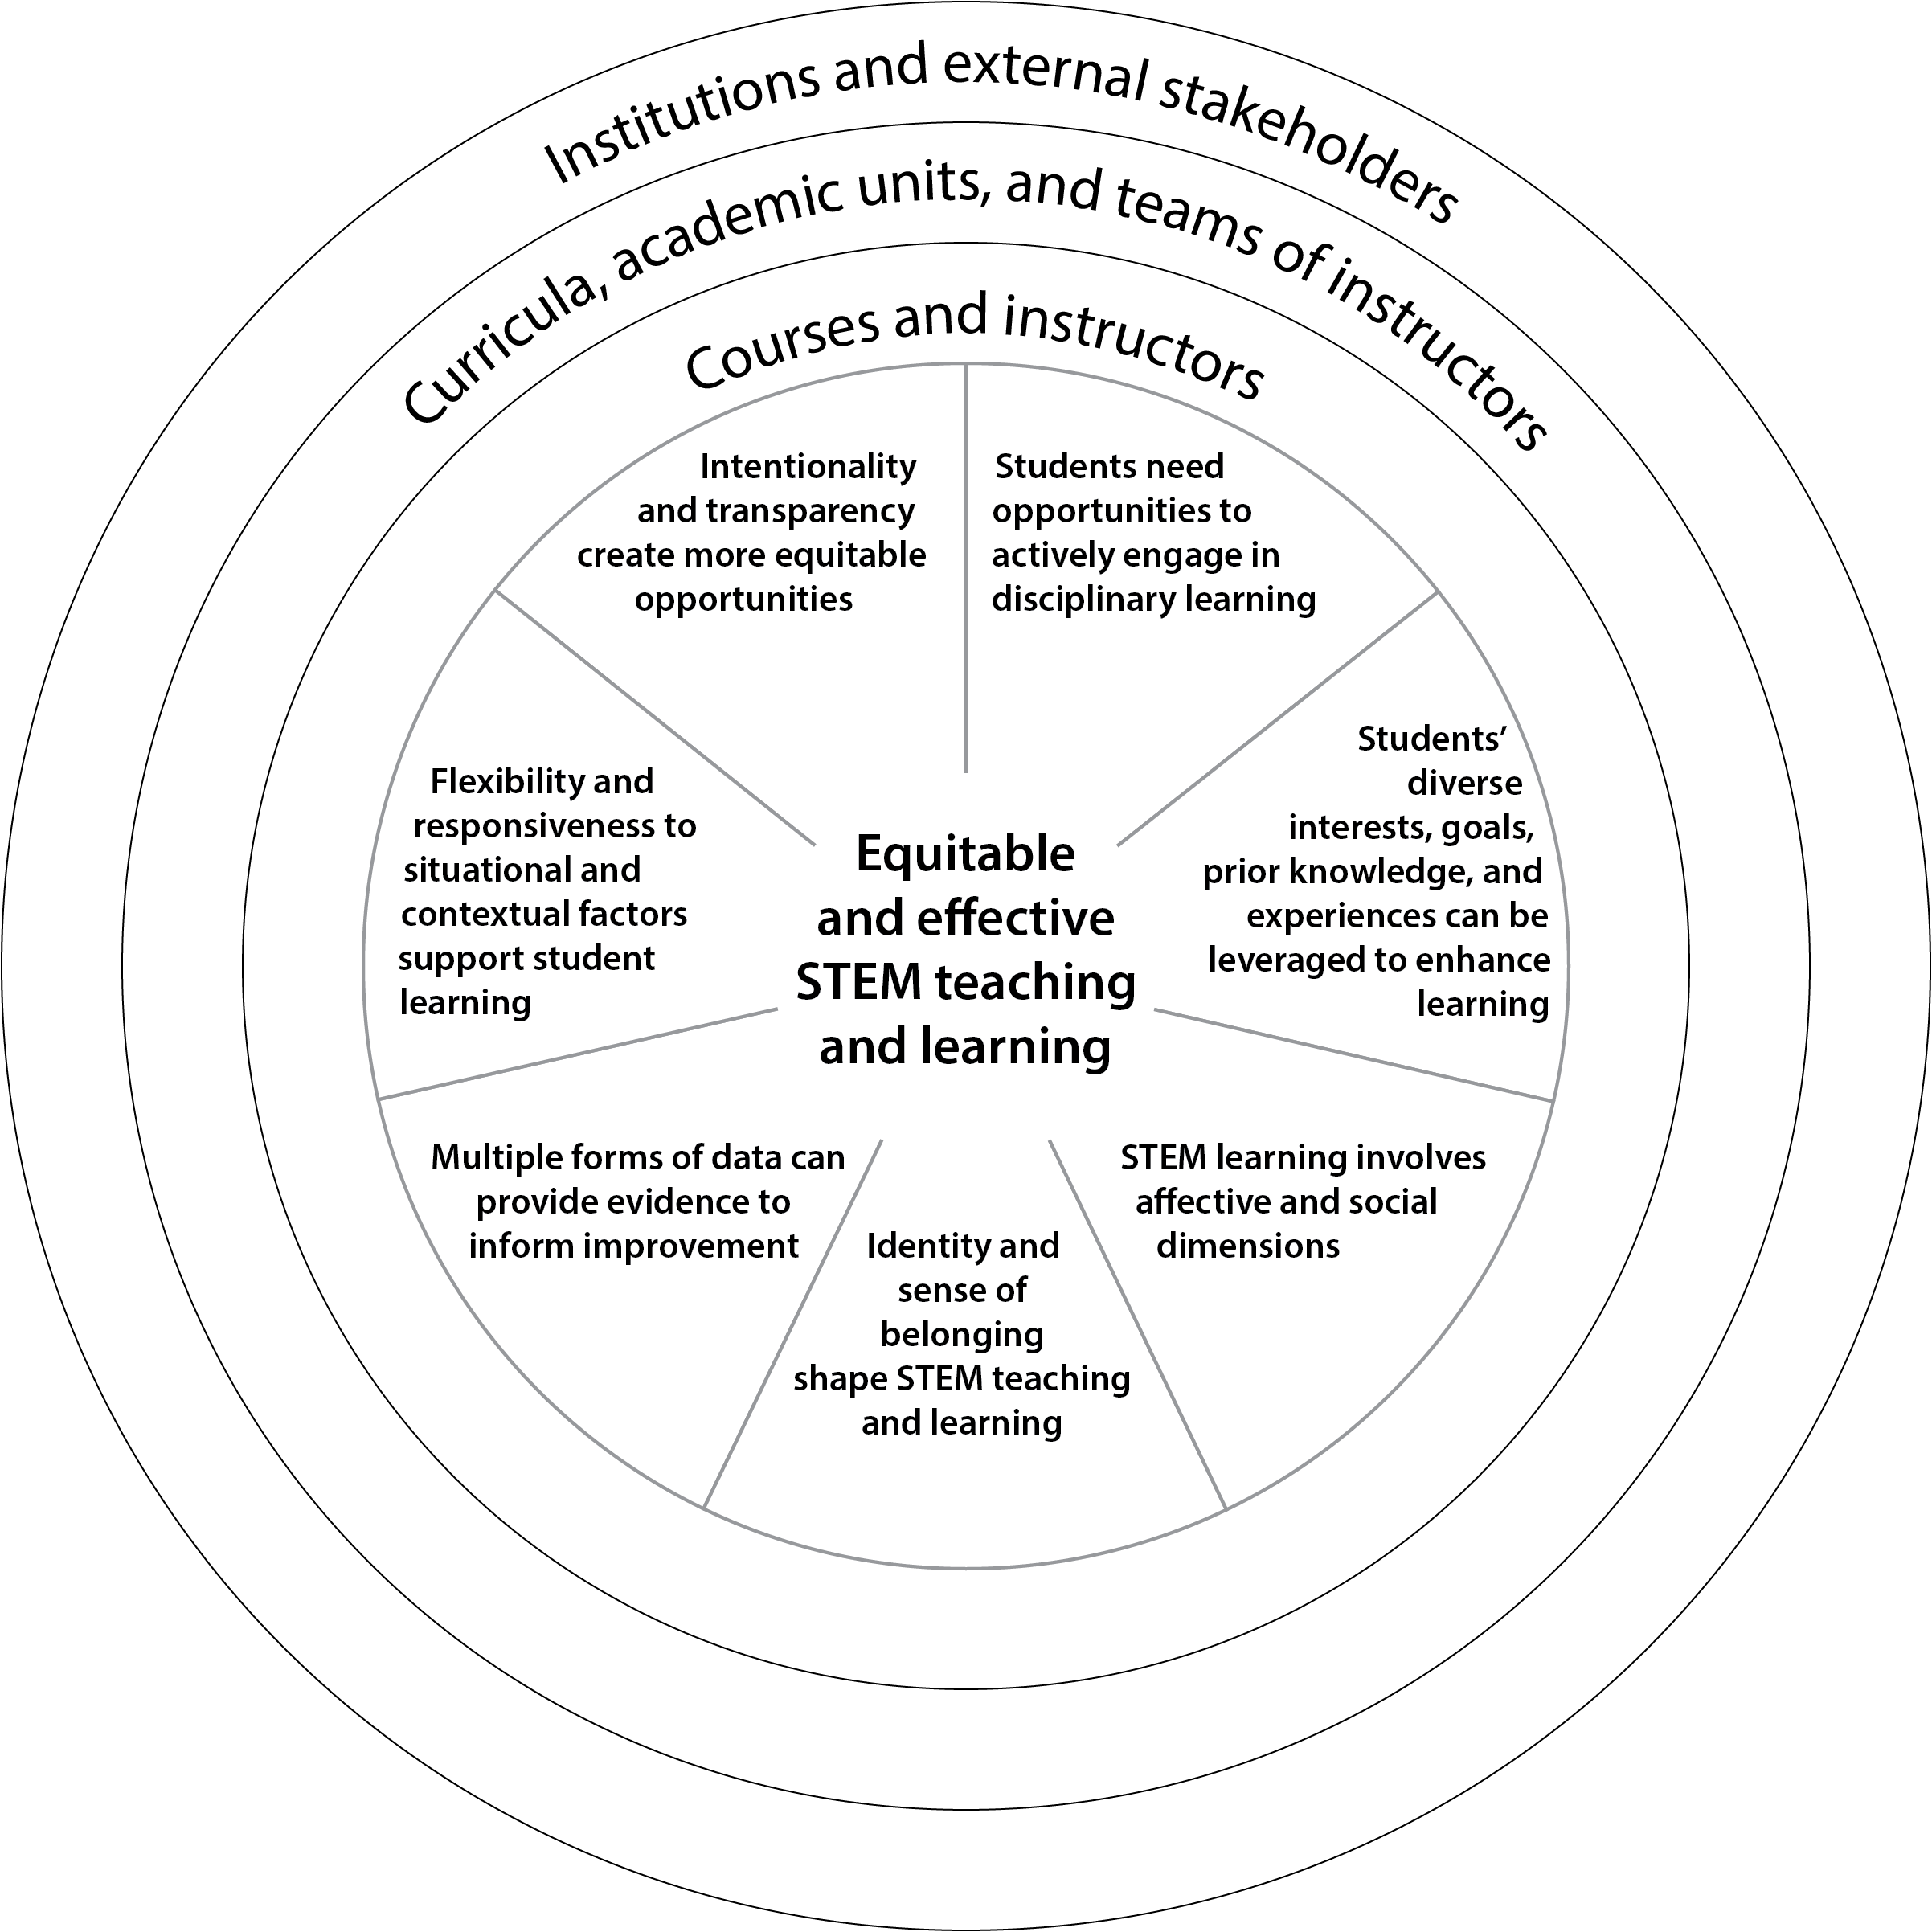 Institutions and external stakeholders
Curricula, academic units, and teams of instructors
Courses and instructors
Intentionality
and transparency
create more equitable
opportunities
Students need
opportunities to
actively engage in
disciplinary learning
Students’
diverse
interests, goals,
prior knowledge, and
experiences can be
leveraged to enhance
learning
Flexibility and
responsiveness to
situational and
contextual factors
support student
learning
Equitable
and effective
STEM teaching
and learning
Multiple forms of data can
provide evidence to
inform improvement
Identity and
sense of
belonging
shape STEM teaching
and learning
STEM learning involves
affective and social
dimensions